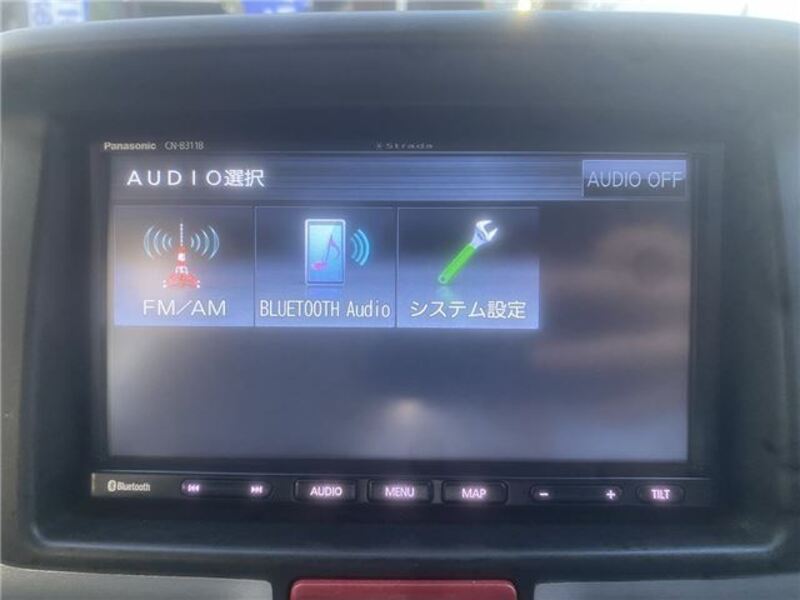 Panasonic CN-B311B Strada
AUDIO選択 AUDIO OFF
FM/AM BLUETOOTH Audio システム設定
Bluetooth AUDIO MENU MAP - + TILT